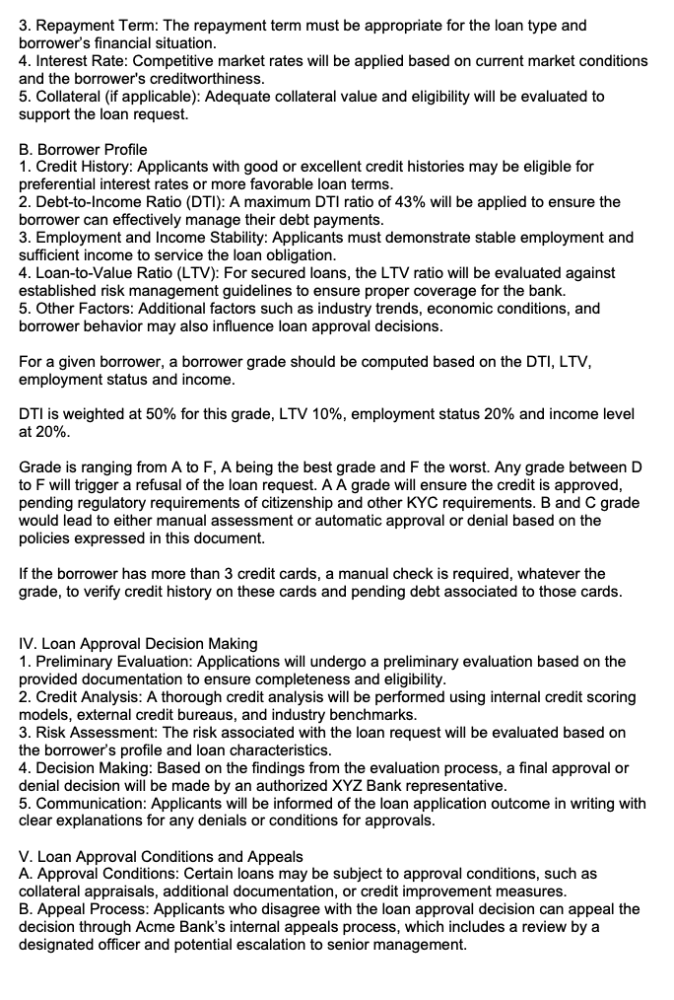 3. Repayment Term: The repayment term must be appropriate for the loan type and
borrower's financial situation.
4. Interest Rate: Competitive market rates will be applied based on current market conditions
and the borrower's creditworthiness.
5. Collateral (if applicable): Adequate collateral value and eligibility will be evaluated to
support the loan request.
B. Borrower Profile
1. Credit History: Applicants with good or excellent credit histories may be eligible for
preferential interest rates or more favorable loan terms.
2. Debt-to-Income Ratio (DTI): A maximum DTI ratio of 43% will be applied to ensure the
borrower can effectively manage their debt payments.
3. Employment and Income Stability: Applicants must demonstrate stable employment and
sufficient income to service the loan obligation.
4. Loan-to-Value Ratio (LTV): For secured loans, the LTV ratio will be evaluated against
established risk management guidelines to ensure proper coverage for the bank.
5. Other Factors: Additional factors such as industry trends, economic conditions, and
borrower behavior may also influence loan approval decisions.
For a given borrower, a borrower grade should be computed based on the DTI, LTV,
employment status and income.
DTI is weighted at 50% for this grade, LTV 10%, employment status 20% and income level
at 20%.
Grade is ranging from A to F, A being the best grade and F the worst. Any grade between D
to F will trigger a refusal of the loan request. A A grade will ensure the credit is approved,
pending regulatory requirements of citizenship and other KYC requirements. B and C grade
would lead to either manual assessment or automatic approval or denial based on the
policies expressed in this document.
If the borrower has more than 3 credit cards, a manual check is required, whatever the
grade, to verify credit history on these cards and pending debt associated to those cards.
IV. Loan Approval Decision Making
1. Preliminary Evaluation: Applications will undergo a preliminary evaluation based on the
provided documentation to ensure completeness and eligibility.
2. Credit Analysis: A thorough credit analysis will be performed using internal credit scoring
models, external credit bureaus, and industry benchmarks.
3. Risk Assessment: The risk associated with the loan request will be evaluated based on
the borrower's profile and loan characteristics.
4. Decision Making: Based on the findings from the evaluation process, a final approval or
denial decision will be made by an authorized XYZ Bank representative.
5. Communication: Applicants will be informed of the loan application outcome in writing with
clear explanations for any denials or conditions for approvals.
V. Loan Approval Conditions and Appeals
A. Approval Conditions: Certain loans may be subject to approval conditions, such as
collateral appraisals, additional documentation, or credit improvement measures.
B. Appeal Process: Applicants who disagree with the loan approval decision can appeal the
decision through Acme Bank's internal appeals process, which includes a review by a
designated officer and potential escalation to senior management.